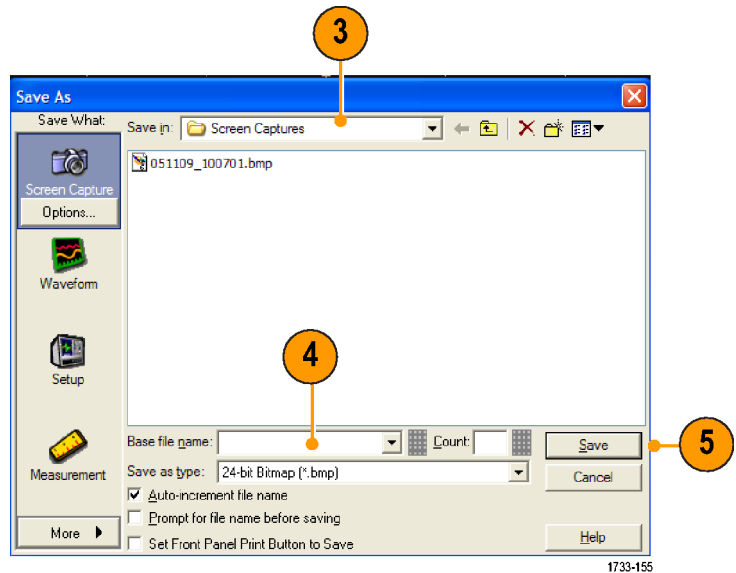 3
Save As
Save What:
Save in: Screen Captures
051109_100701.bmp
Screen Capture
Options...
Waveform
Setup
Measurement
More
4
Base file name:
Count:
Save
5
Save as type: 24-bit Bitmap (*.bmp)
Cancel
Auto-increment file name
Prompt for file name before saving
Set Front Panel Print Button to Save
Help
1733-155